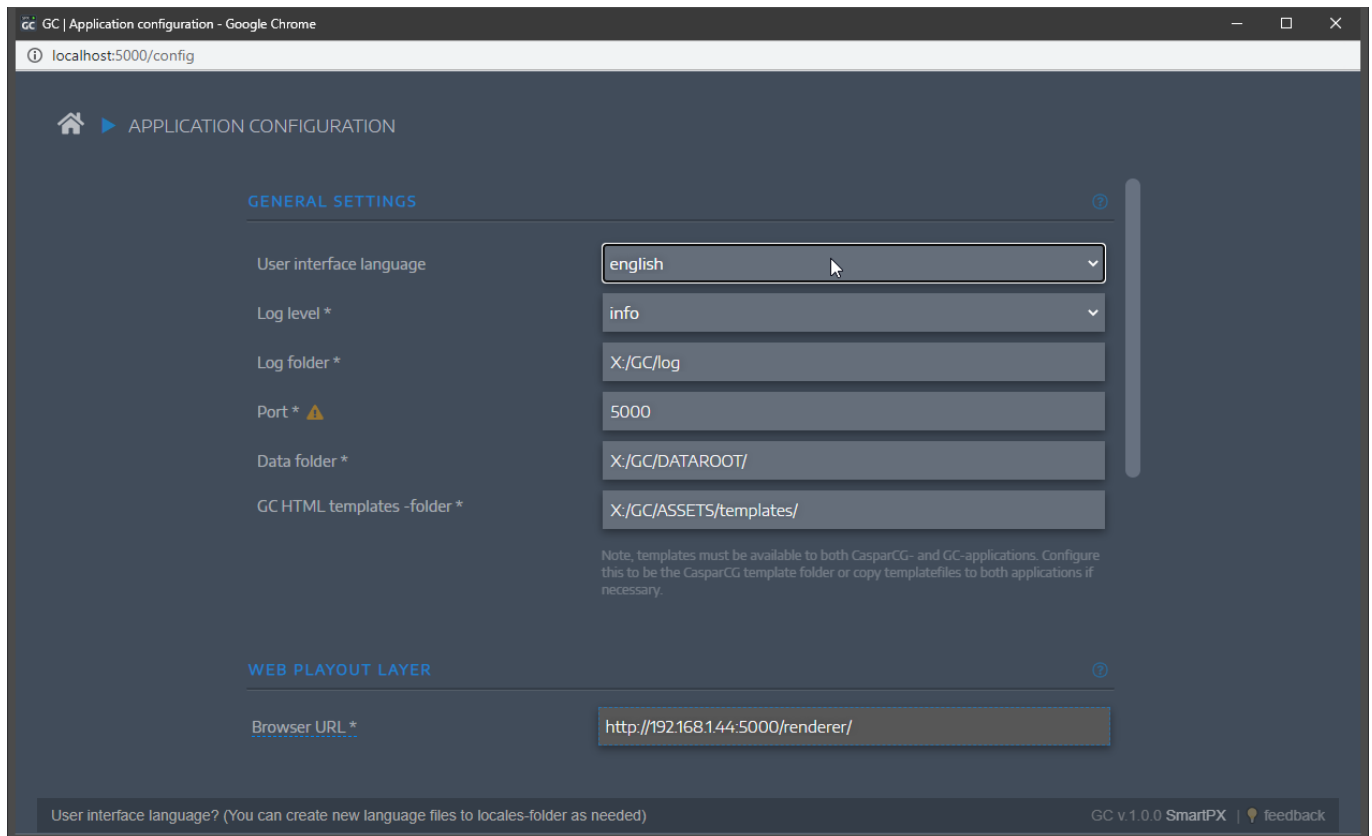 GC GC | Application configuration - Google Chrome
localhost:5000/config
APPLICATION CONFIGURATION
GENERAL SETTINGS
User interface language
english
Log level *
info
Log folder *
X:/GC/log
Port *
5000
Data folder *
X:/GC/DATAROOT/
GC HTML templates -folder *
X:/GC/ASSETS/templates/
Note, templates must be available to both CasparCG- and GC-applications. Configure
this to be the CasparCG template folder or copy templatefiles to both applications if
necessary.
WEB PLAYOUT LAYER
Browser URL *
http://192.168.1.44:5000/renderer/
User interface language? (You can create new language files to locales-folder as needed)
GC v.1.0.0 SmartPX | feedback